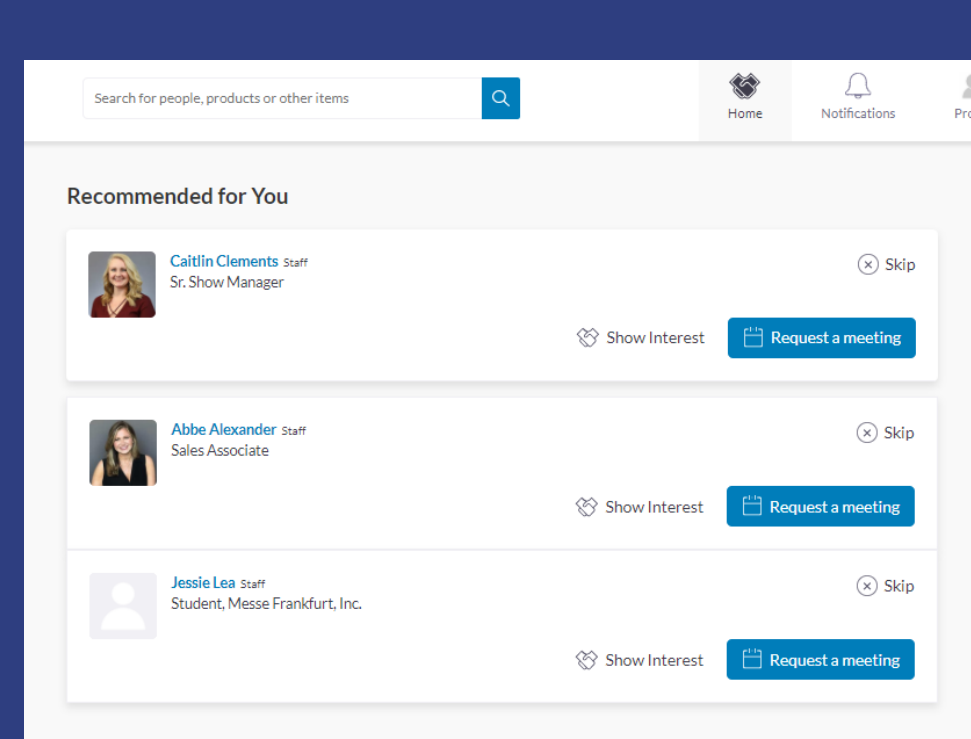 Search for people, products or other items
Home
Notifications
Recommended for You
Caitlin Clements Staff
Sr. Show Manager
Skip
Show Interest
Request a meeting
Abbe Alexander Staff
Sales Associate
Skip
Show Interest
Request a meeting
Jessie Lea Staff
Student, Messe Frankfurt, Inc.
Skip
Show Interest
Request a meeting